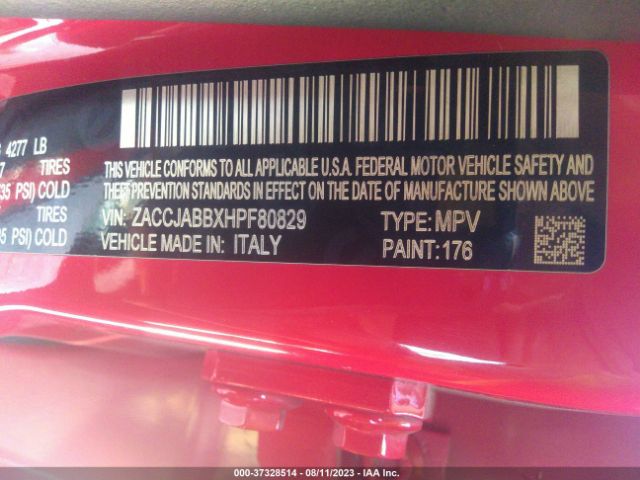 4277 LB
TIRES
35 PSI) COLD
TIRES
PSI) COLD
THIS VEHICLE CONFORMS TO ALL APPLICABLE U.S.A. FEDERAL MOTOR VEHICLE SAFETY AND
THEFT PREVENTION STANDARDS IN EFFECT ON THE DATE OF MANUFACTURE SHOWN ABOVE
VIN: ZACCJABBXHPF80829 TYPE: MPV
VEHICLE MADE IN: ITALY PAINT: 176
000-37328514 - 08/11/2023 - IAA Inc.